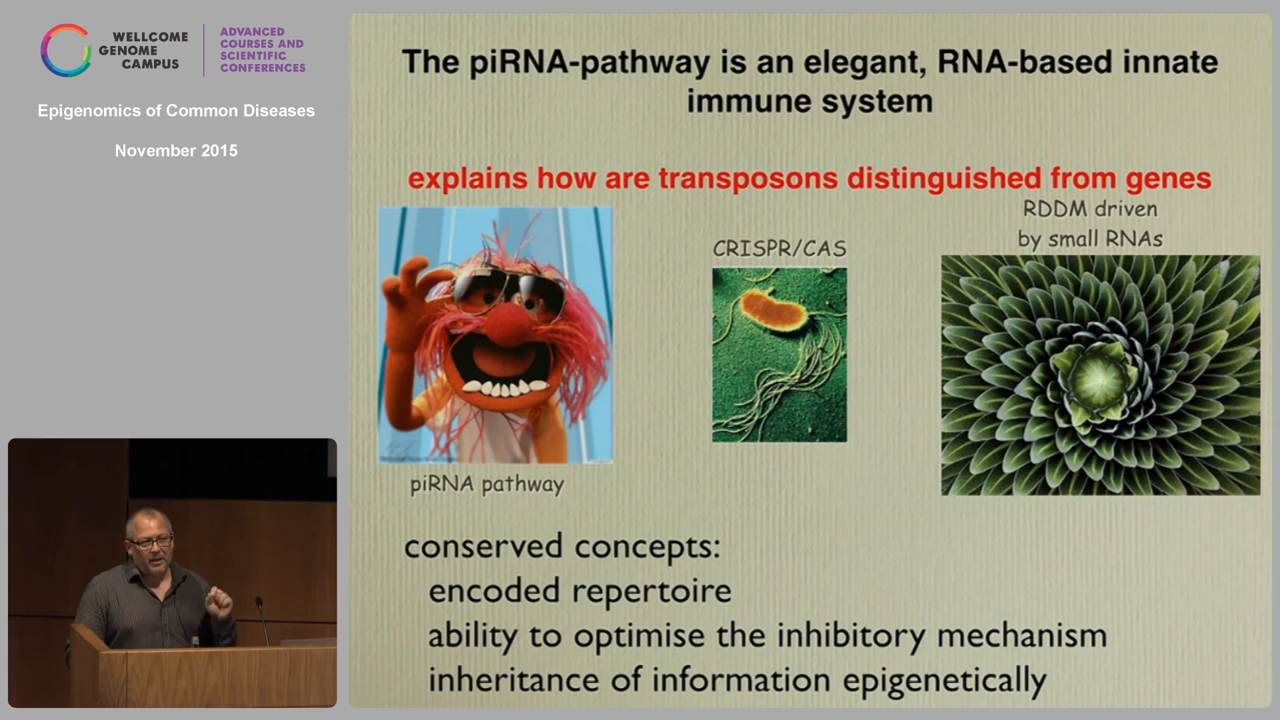 WELLCOME
GENOME
CAMPUS
ADVANCED
COURSES AND
SCIENTIFIC
CONFERENCES
Epigenomics of Common Diseases
November 2015
The piRNA-pathway is an elegant, RNA-based innate
immune system
explains how are transposons distinguished from genes
RDDM driven
by small RNAs
CRISPR/CAS
piRNA pathway
conserved concepts:
encoded repertoire
ability to optimise the inhibitory mechanism
inheritance of information epigenetically